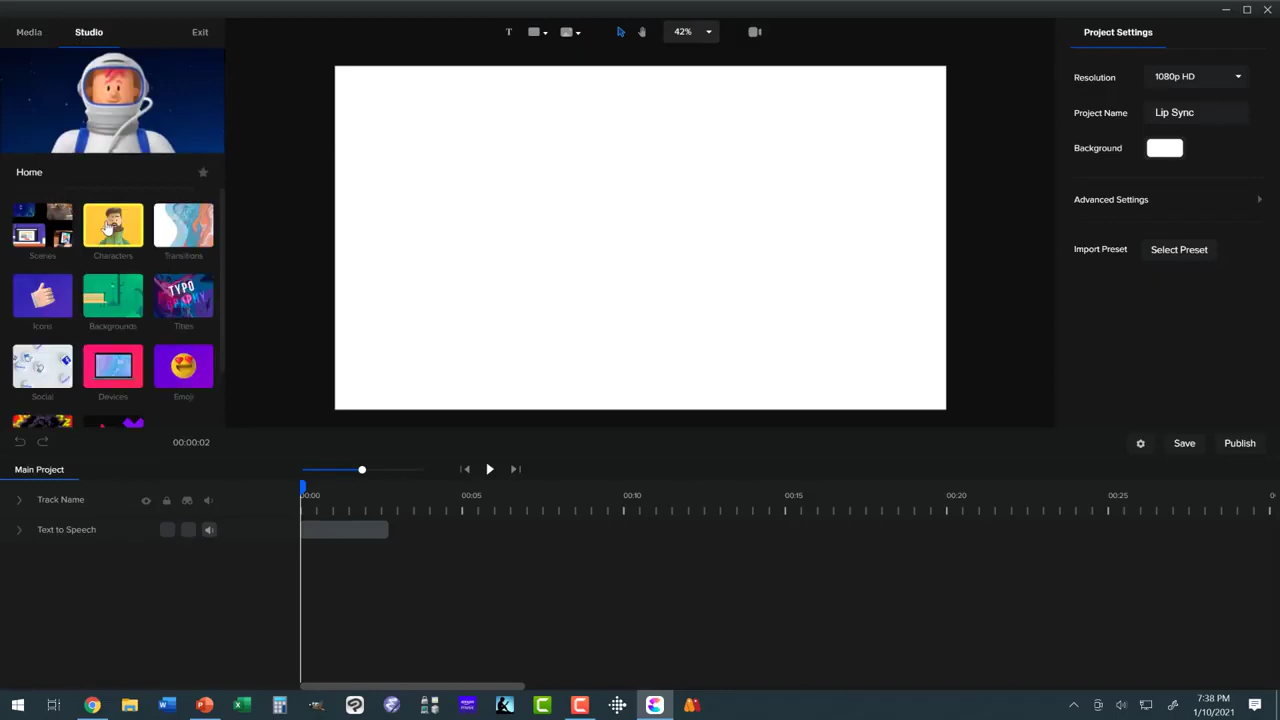 Media
Studio
Exit
T
42%
Project Settings
Resolution
1080p HD
Project Name
Lip Sync
Background
Advanced Settings
Import Preset
Select Preset
Home
Scenes
Characters
Transitions
TYPO
GRAPHY
Icons
Backgrounds
Titles
Social
Devices
Emoji
00:00:02
Save
Publish
Main Project
Track Name
00:00
00:05
00:10
00:15
00:20
00:25
Text to Speech
7:38 PM
1/10/2021